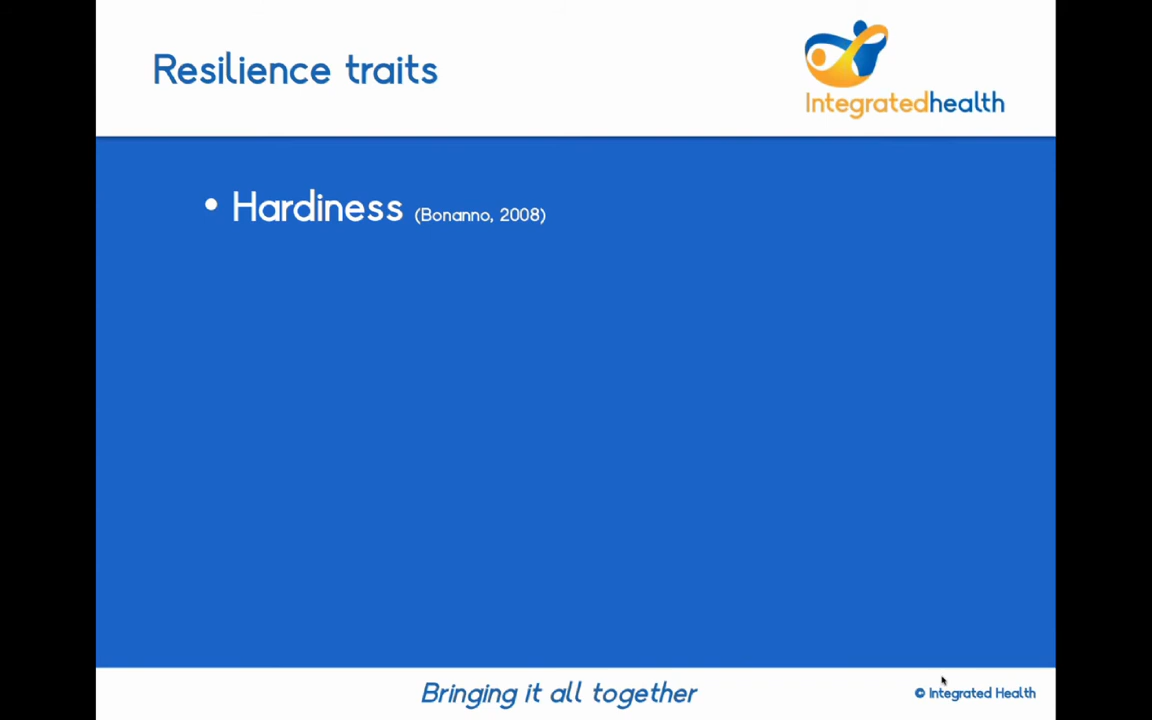 Resilience traits
Integratedhealth
• Hardiness (Bonanno, 2008)
Bringing it all together
© Integrated Health